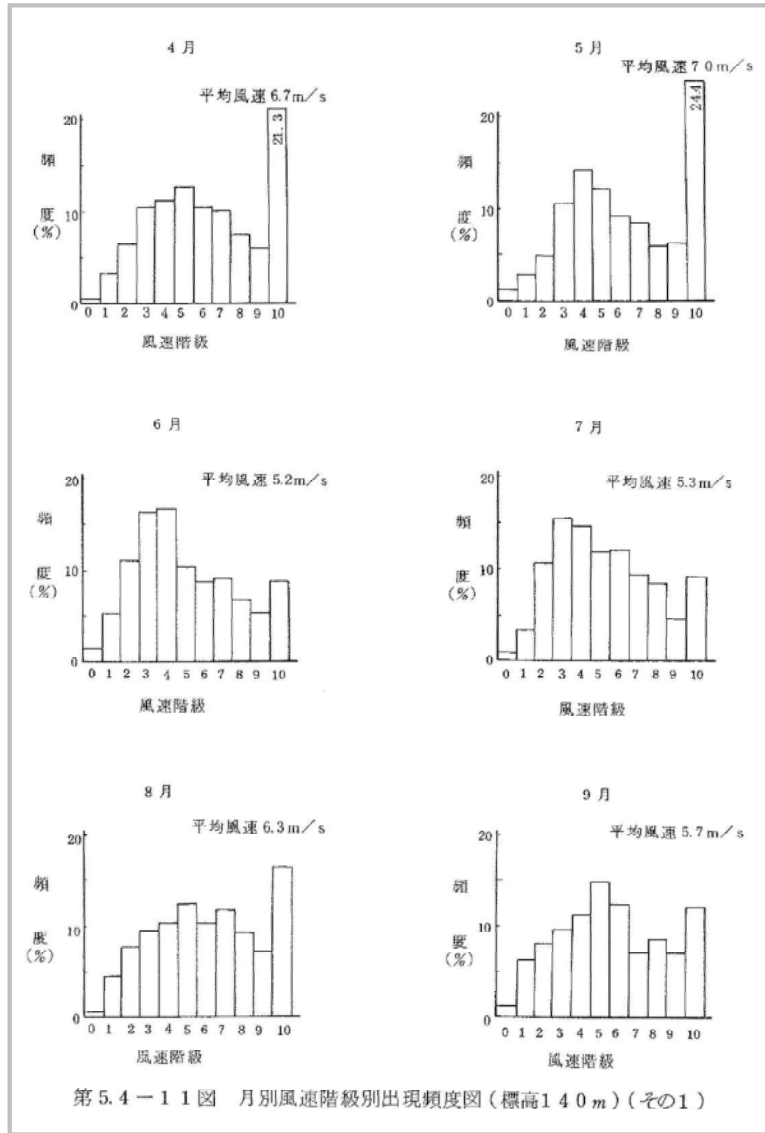 4月
平均風速6.7m/s
20
10
0
頻
度
(%)
21.3
0 1 2 3 4 5 6 7 8 9 10
風速階級
5月
平均風速70m/s
20
10
0
頻
度
(%)
24.4
0 1 2 3 4 5 6 7 8 9 10
風速階級
6月
平均風速5.2m/s
20
10
0
頻
度
(%)
0 1 2 3 4 5 6 7 8 9 10
風速階級
7月
平均風速5.3m/s
20
10
0
頻
度
(%)
0 1 2 3 4 5 6 7 8 9 10
風速階級
8月
平均風速6.3m/s
20
10
0
頻
度
(%)
0 1 2 3 4 5 6 7 8 9 10
風速階級
9月
平均風速5.7m/s
20
10
0
頻
度
(%)
0 1 2 3 4 5 6 7 8 9 10
風速階級
第5.4-11図 月別風速階級別出現頻度図(標高140m)(その1)